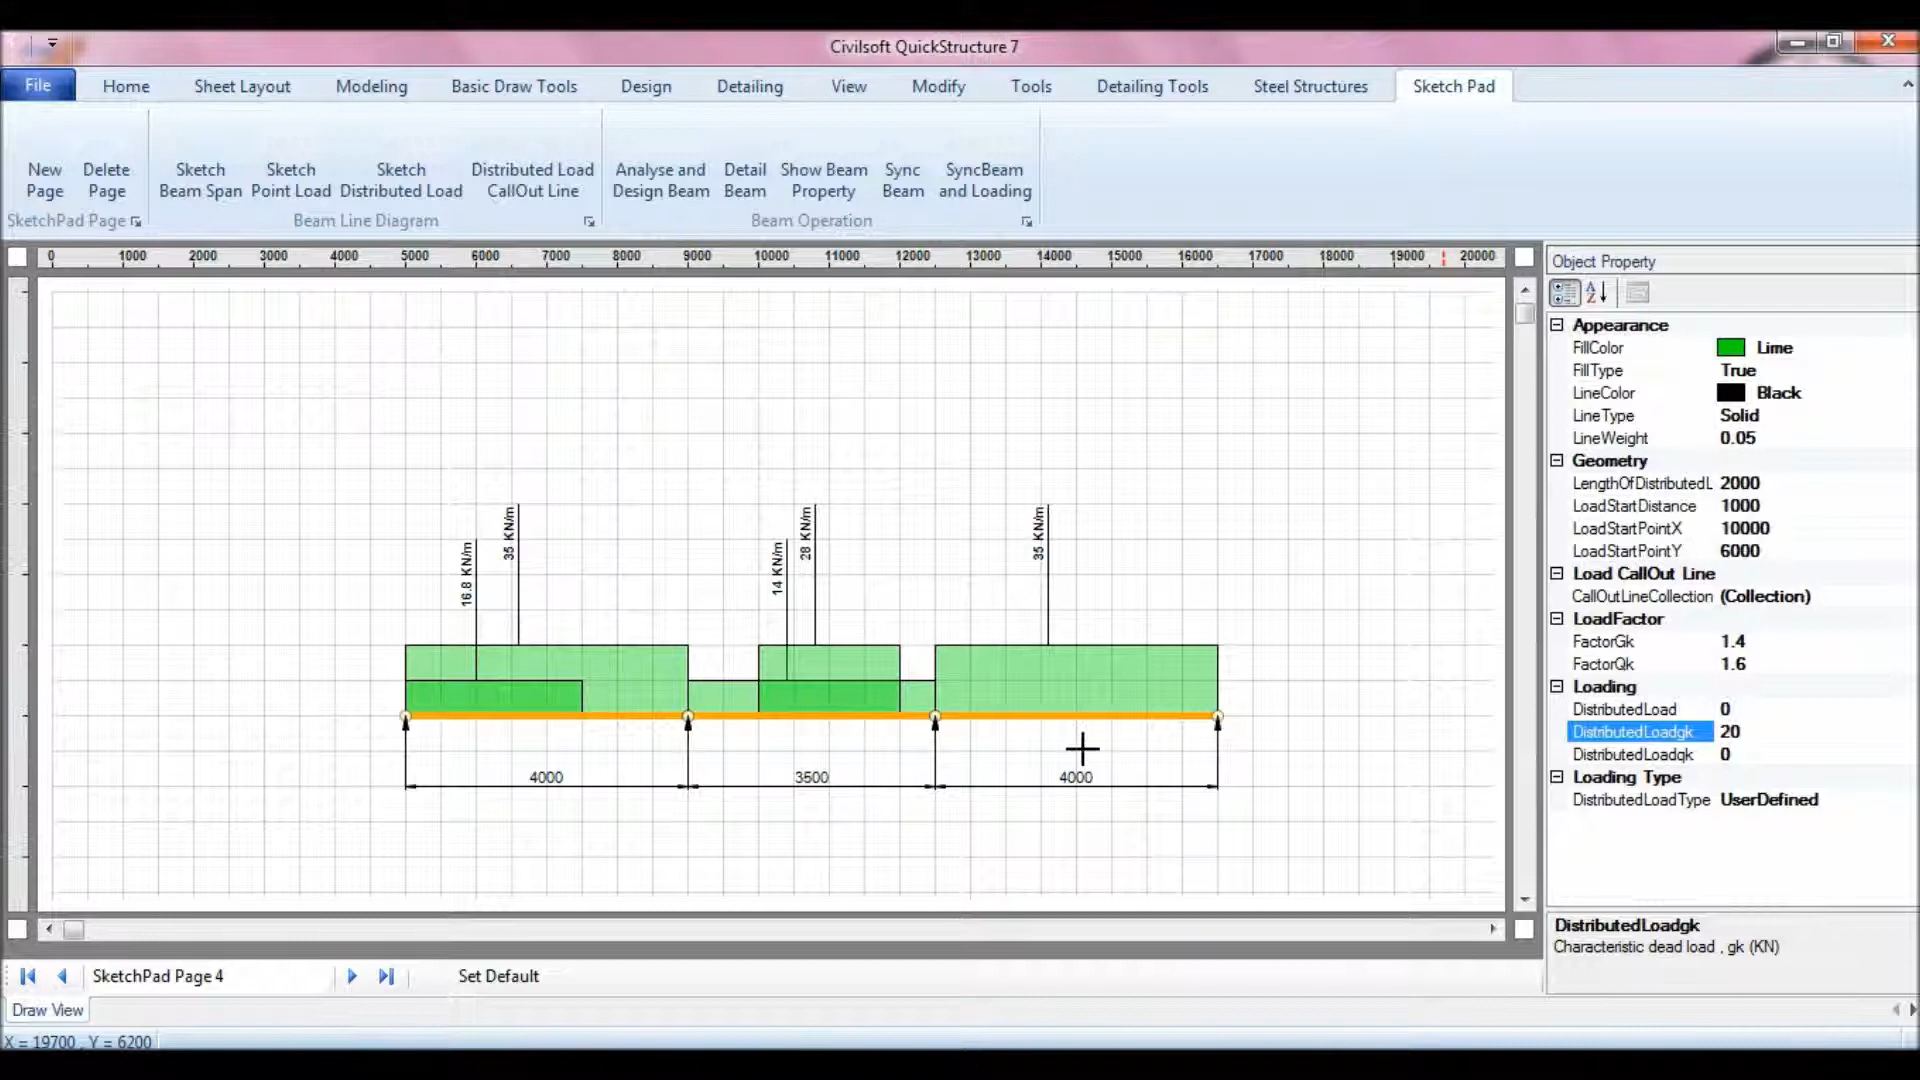 Civilsoft QuickStructure 7
File Home Sheet Layout Modeling Basic Draw Tools Design Detailing View Modify Tools Detailing Tools Steel Structures Sketch Pad
New Page
Delete Page
Sketch Beam Span
Sketch Point Load
Sketch Distributed Load
Distributed Load CallOut Line
Analyse and Design Beam
Detail Beam
Show Beam Property
Sync Beam
SyncBeam and Loading
SketchPad Page
Beam Line Diagram
Beam Operation
0 1000 2000 3000 4000 5000 6000 7000 8000 9000 10000 11000 12000 13000 14000 15000 16000 17000 18000 19000 20000
16.8 KN/m
35 KN/m
14 KN/m
28 KN/m
35 KN/m
4000
3500
4000
Object Property
Appearance
FillColor Lime
FillType True
LineColor Black
LineType Solid
LineWeight 0.05
Geometry
LengthOfDistributedL 2000
LoadStartDistance 1000
LoadStartPointX 10000
LoadStartPointY 6000
Load CallOut Line
CallOutLineCollection (Collection)
LoadFactor
FactorGk 1.4
FactorQk 1.6
Loading
DistributedLoad 0
DistributedLoadgk 20
DistributedLoadqk 0
Loading Type
DistributedLoadType UserDefined
DistributedLoadgk
Characteristic dead load , gk (KN)
SketchPad Page 4
Set Default
Draw View
X = 19700 , Y = 6200